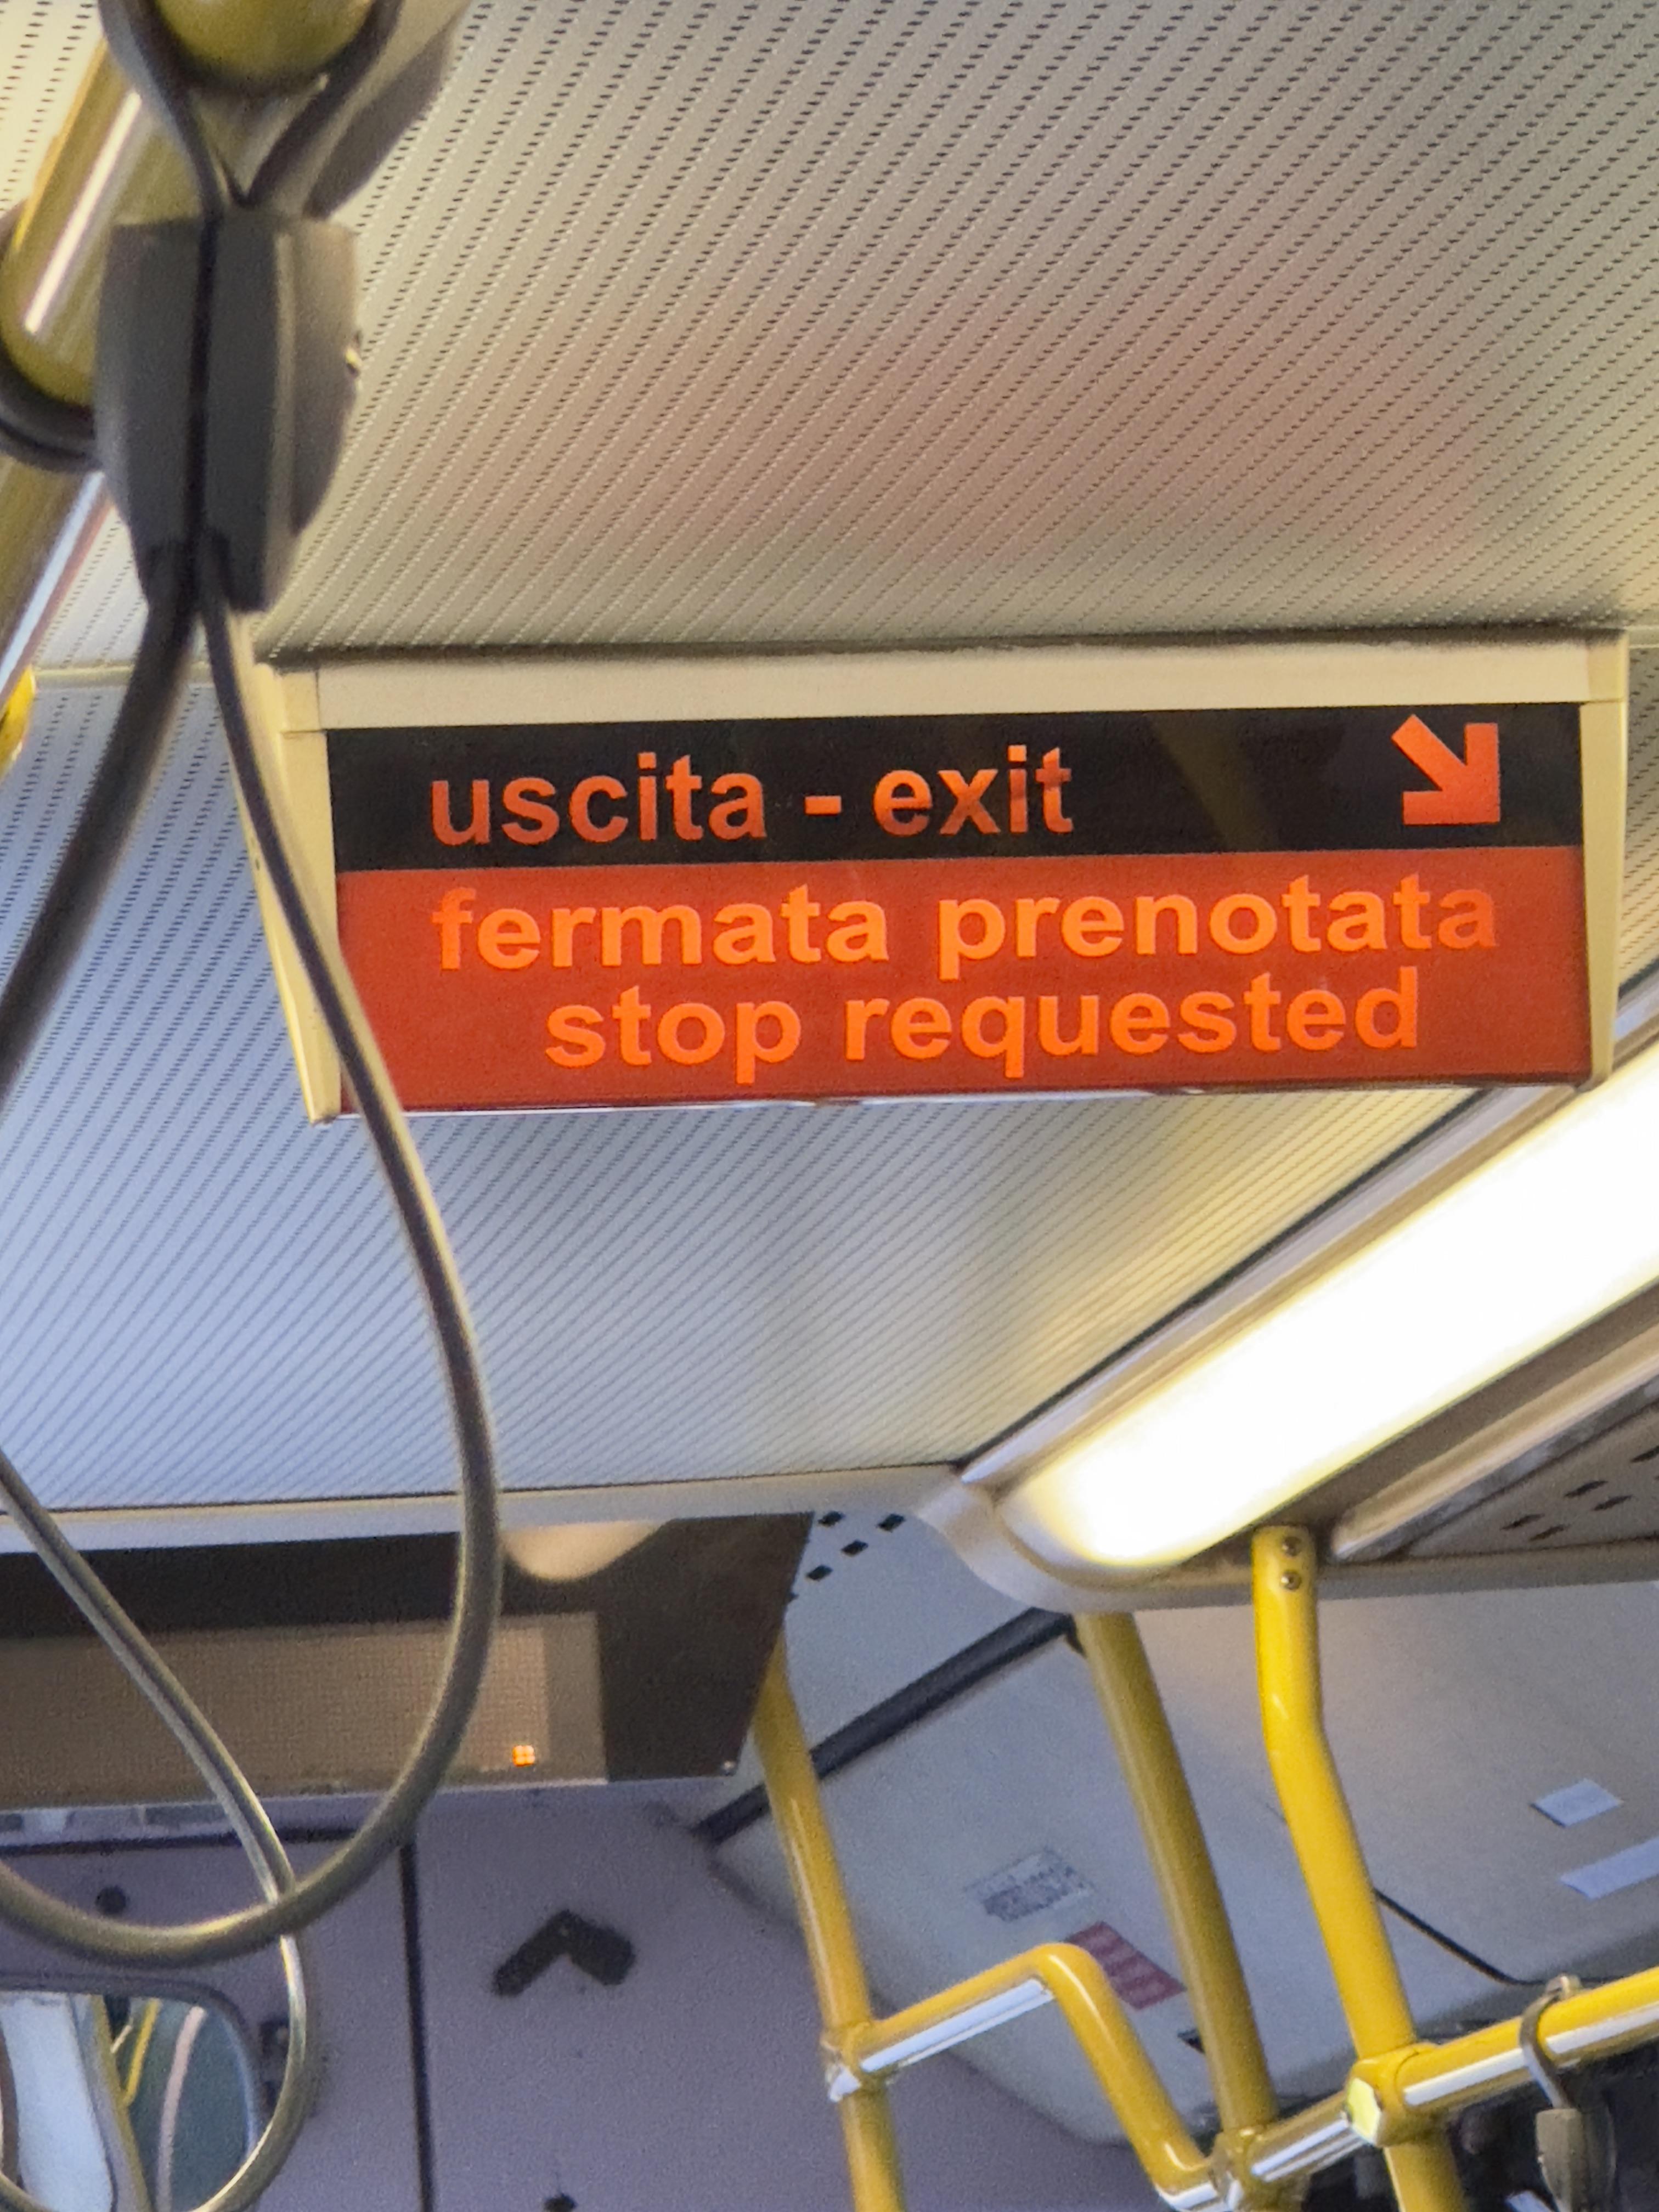 uscita - exit
fermata prenotata
stop requested